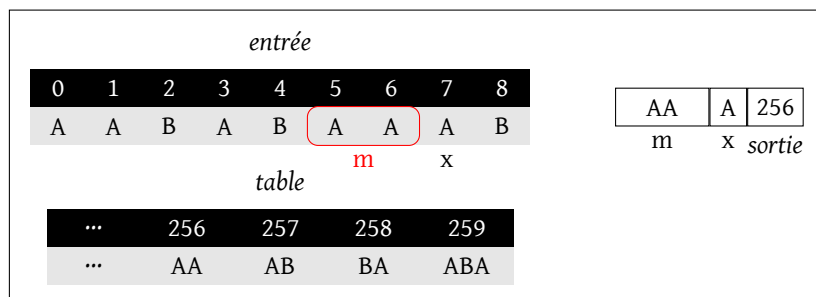 entrée
0 1 2 3 4 5 6 7 8
A A B A B A A A B
m x
table
... 256 257 258 259
... AA AB BA ABA
AA A 256
m x sortie